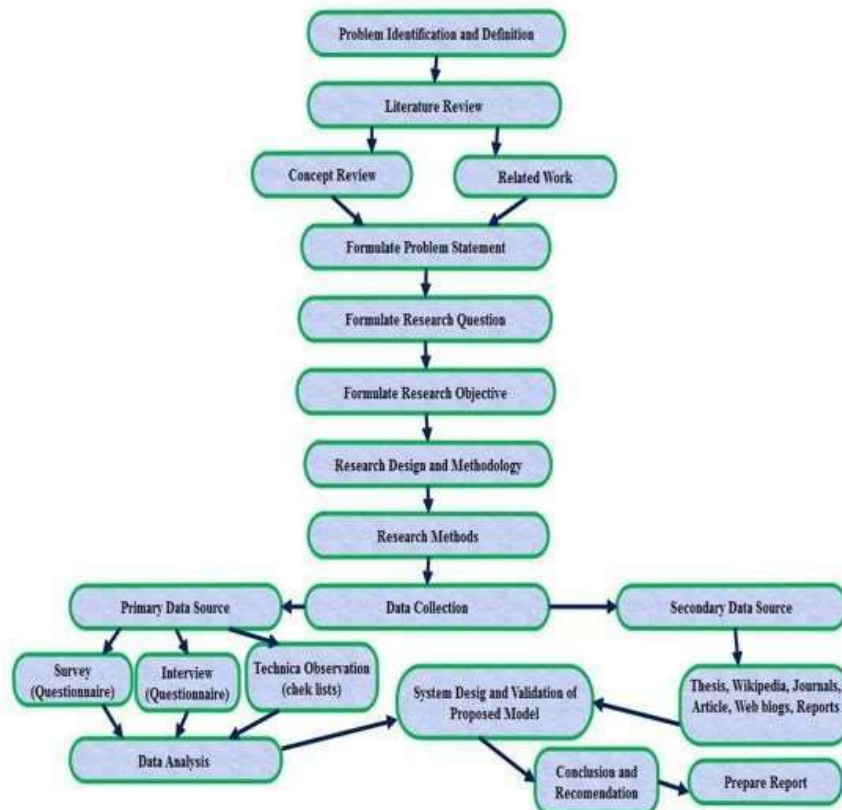 Problem Identification and Definition
Literature Review
Concept Review
Related Work
Formulate Problem Statement
Formulate Research Question
Formulate Research Objective
Research Design and Methodology
Research Methods
Primary Data Source
Data Collection
Secondary Data Source
Survey
(Questionnaire)
Interview
(Questionnaire)
Technica Observation
(chek lists)
System Desig and Validation of
Proposed Model
Thesis, Wikipedia, Journals,
Article, Web blogs, Reports
Data Analysis
Conclusion and
Recomendation
Prepare Report